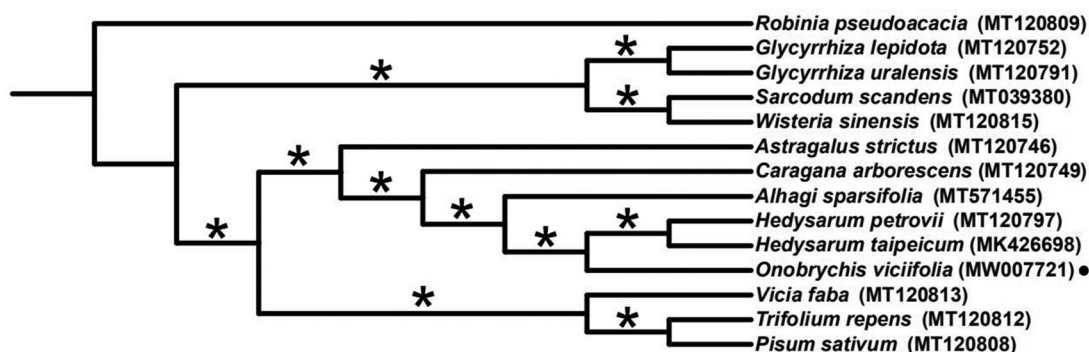 Robinia pseudoacacia (MT120809)
Glycyrrhiza lepidota (MT120752)
Glycyrrhiza uralensis (MT120791)
Sarcodum scandens (MT039380)
Wisteria sinensis (MT120815)
Astragalus strictus (MT120746)
Caragana arborescens (MT120749)
Alhagi sparsifolia (MT571455)
Hedysarum petrovii (MT120797)
Hedysarum taipeicum (MK426698)
Onobrychis viciifolia (MW007721)
Vicia faba (MT120813)
Trifolium repens (MT120812)
Pisum sativum (MT120808)